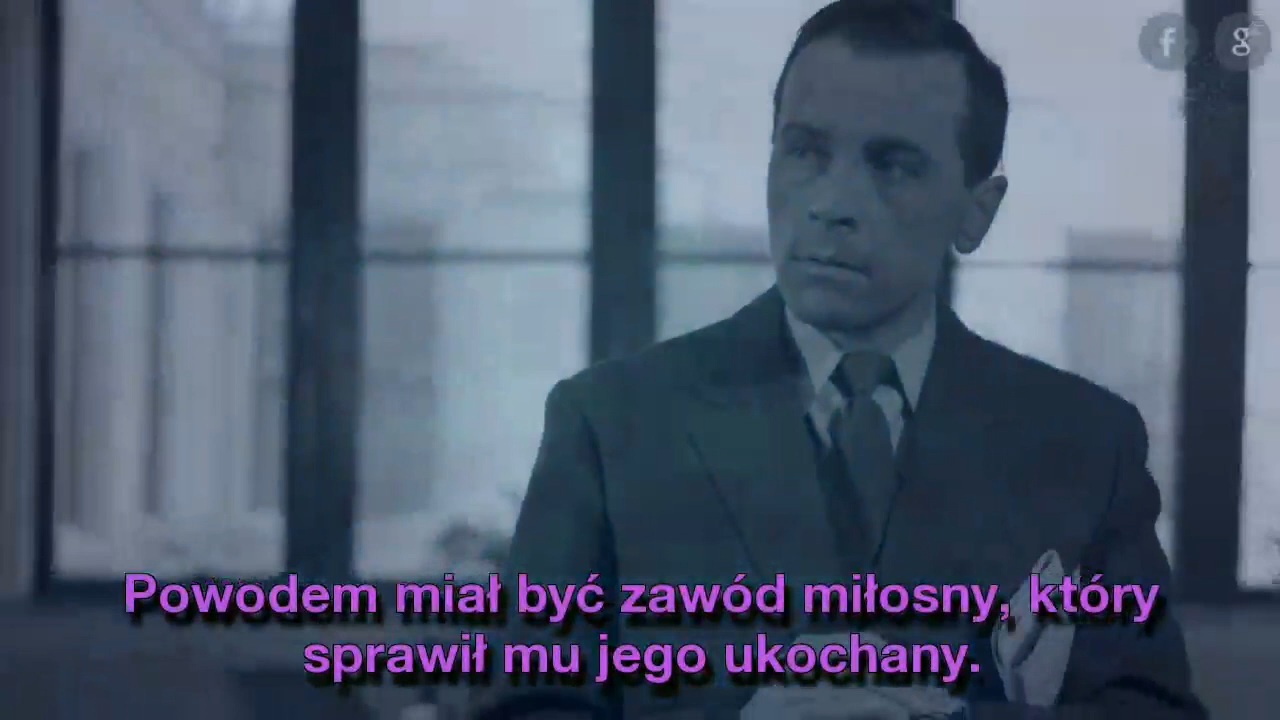 f g
Powodem miał być zawód miłosny, który
sprawił mu jego ukochany.